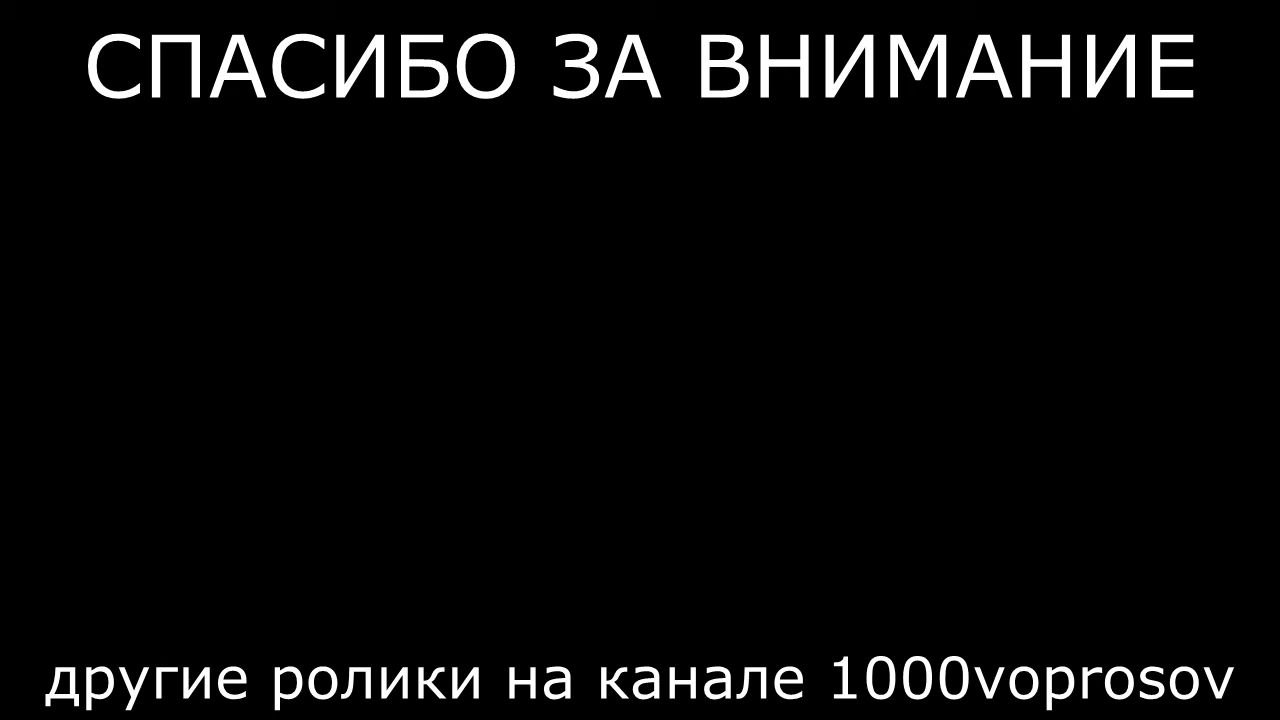 СПАСИБО ЗА ВНИМАНИЕ
другие ролики на канале 1000voprosov